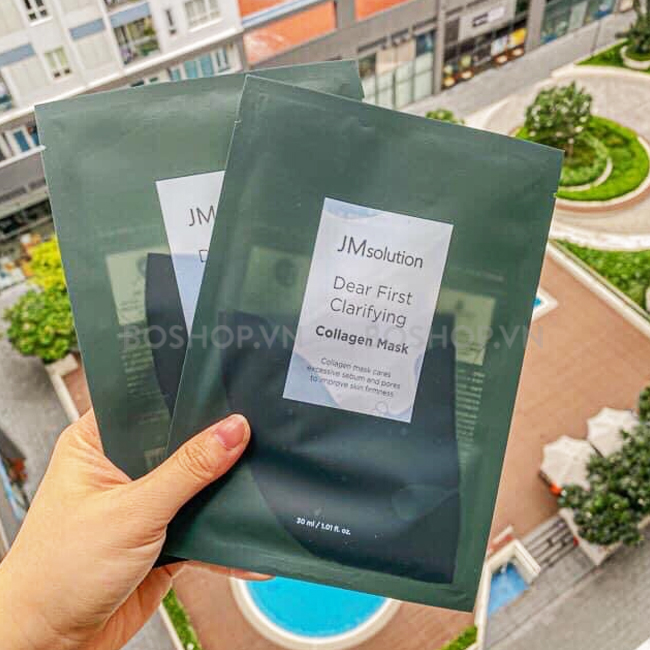 JM
D
JMsolution
Dear First
Clarifying
Collagen Mask
Collagen mask cares
excessive sebum and pores
to improve skin firmness
30 ml / 1.01 fl. oz.
BOSHOP.VN BOSHOP.VN